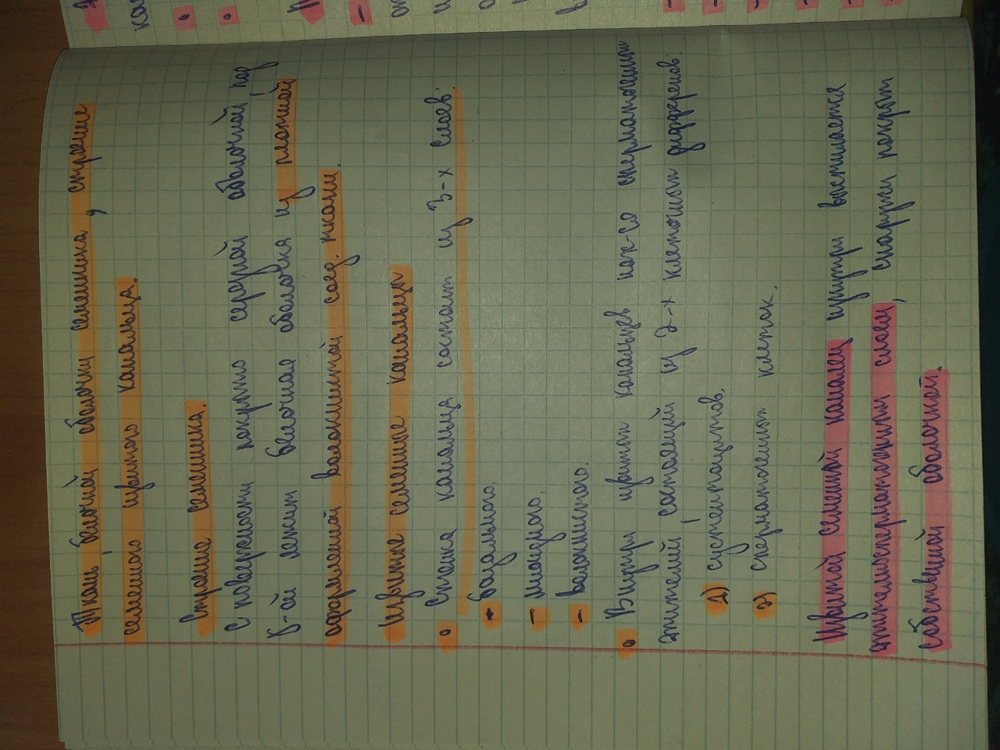 Ткань белочной оболочки семенника, строение
семенного извитого канальца.
Строение семенника.
С поверхности покрыто серозной оболочкой, под
к-ой лежит белочная оболочка из плотной
оформленной волокнистой соед. ткани.
Извитые семенные канальцы
• Стенка канальца состоит из 3-х слоев:
- базального.
- миоидного.
- волокнистого.
• Внутри извитых канальцев нах-ся сперматогенный
эпителий, состоящий из 2-х клеточных дифферонов:
1) сустентоцитов.
2) сперматогенных клеток.
Извитой семенной каналец изнутри выстилается
эпителиосперматогенным слоем, снаружи покрыт
собственной оболочкой.